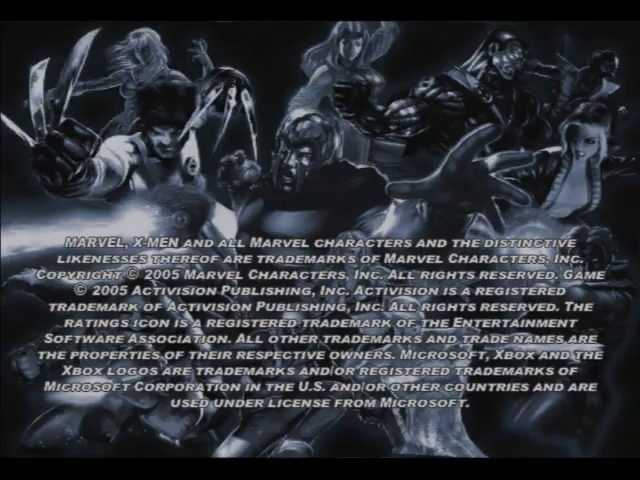 MARVEL, X-MEN AND ALL MARVEL CHARACTERS AND THE DISTINCTIVE
LIKENESSES THEREOF ARE TRADEMARKS OF MARVEL CHARACTERS, INC.
COPYRIGHT © 2005 MARVEL CHARACTERS, INC. ALL RIGHTS RESERVED. GAME
© 2005 ACTIVISION PUBLISHING, INC. ACTIVISION IS A REGISTERED
TRADEMARK OF ACTIVISION PUBLISHING, INC. ALL RIGHTS RESERVED. THE
RATINGS ICON IS A REGISTERED TRADEMARK OF THE ENTERTAINMENT
SOFTWARE ASSOCIATION. ALL OTHER TRADEMARKS AND TRADE NAMES ARE
THE PROPERTIES OF THEIR RESPECTIVE OWNERS. MICROSOFT, XBOX AND THE
XBOX LOGOS ARE TRADEMARKS AND/OR REGISTERED TRADEMARKS OF
MICROSOFT CORPORATION IN THE U.S. AND/OR OTHER COUNTRIES AND ARE
USED UNDER LICENSE FROM MICROSOFT.